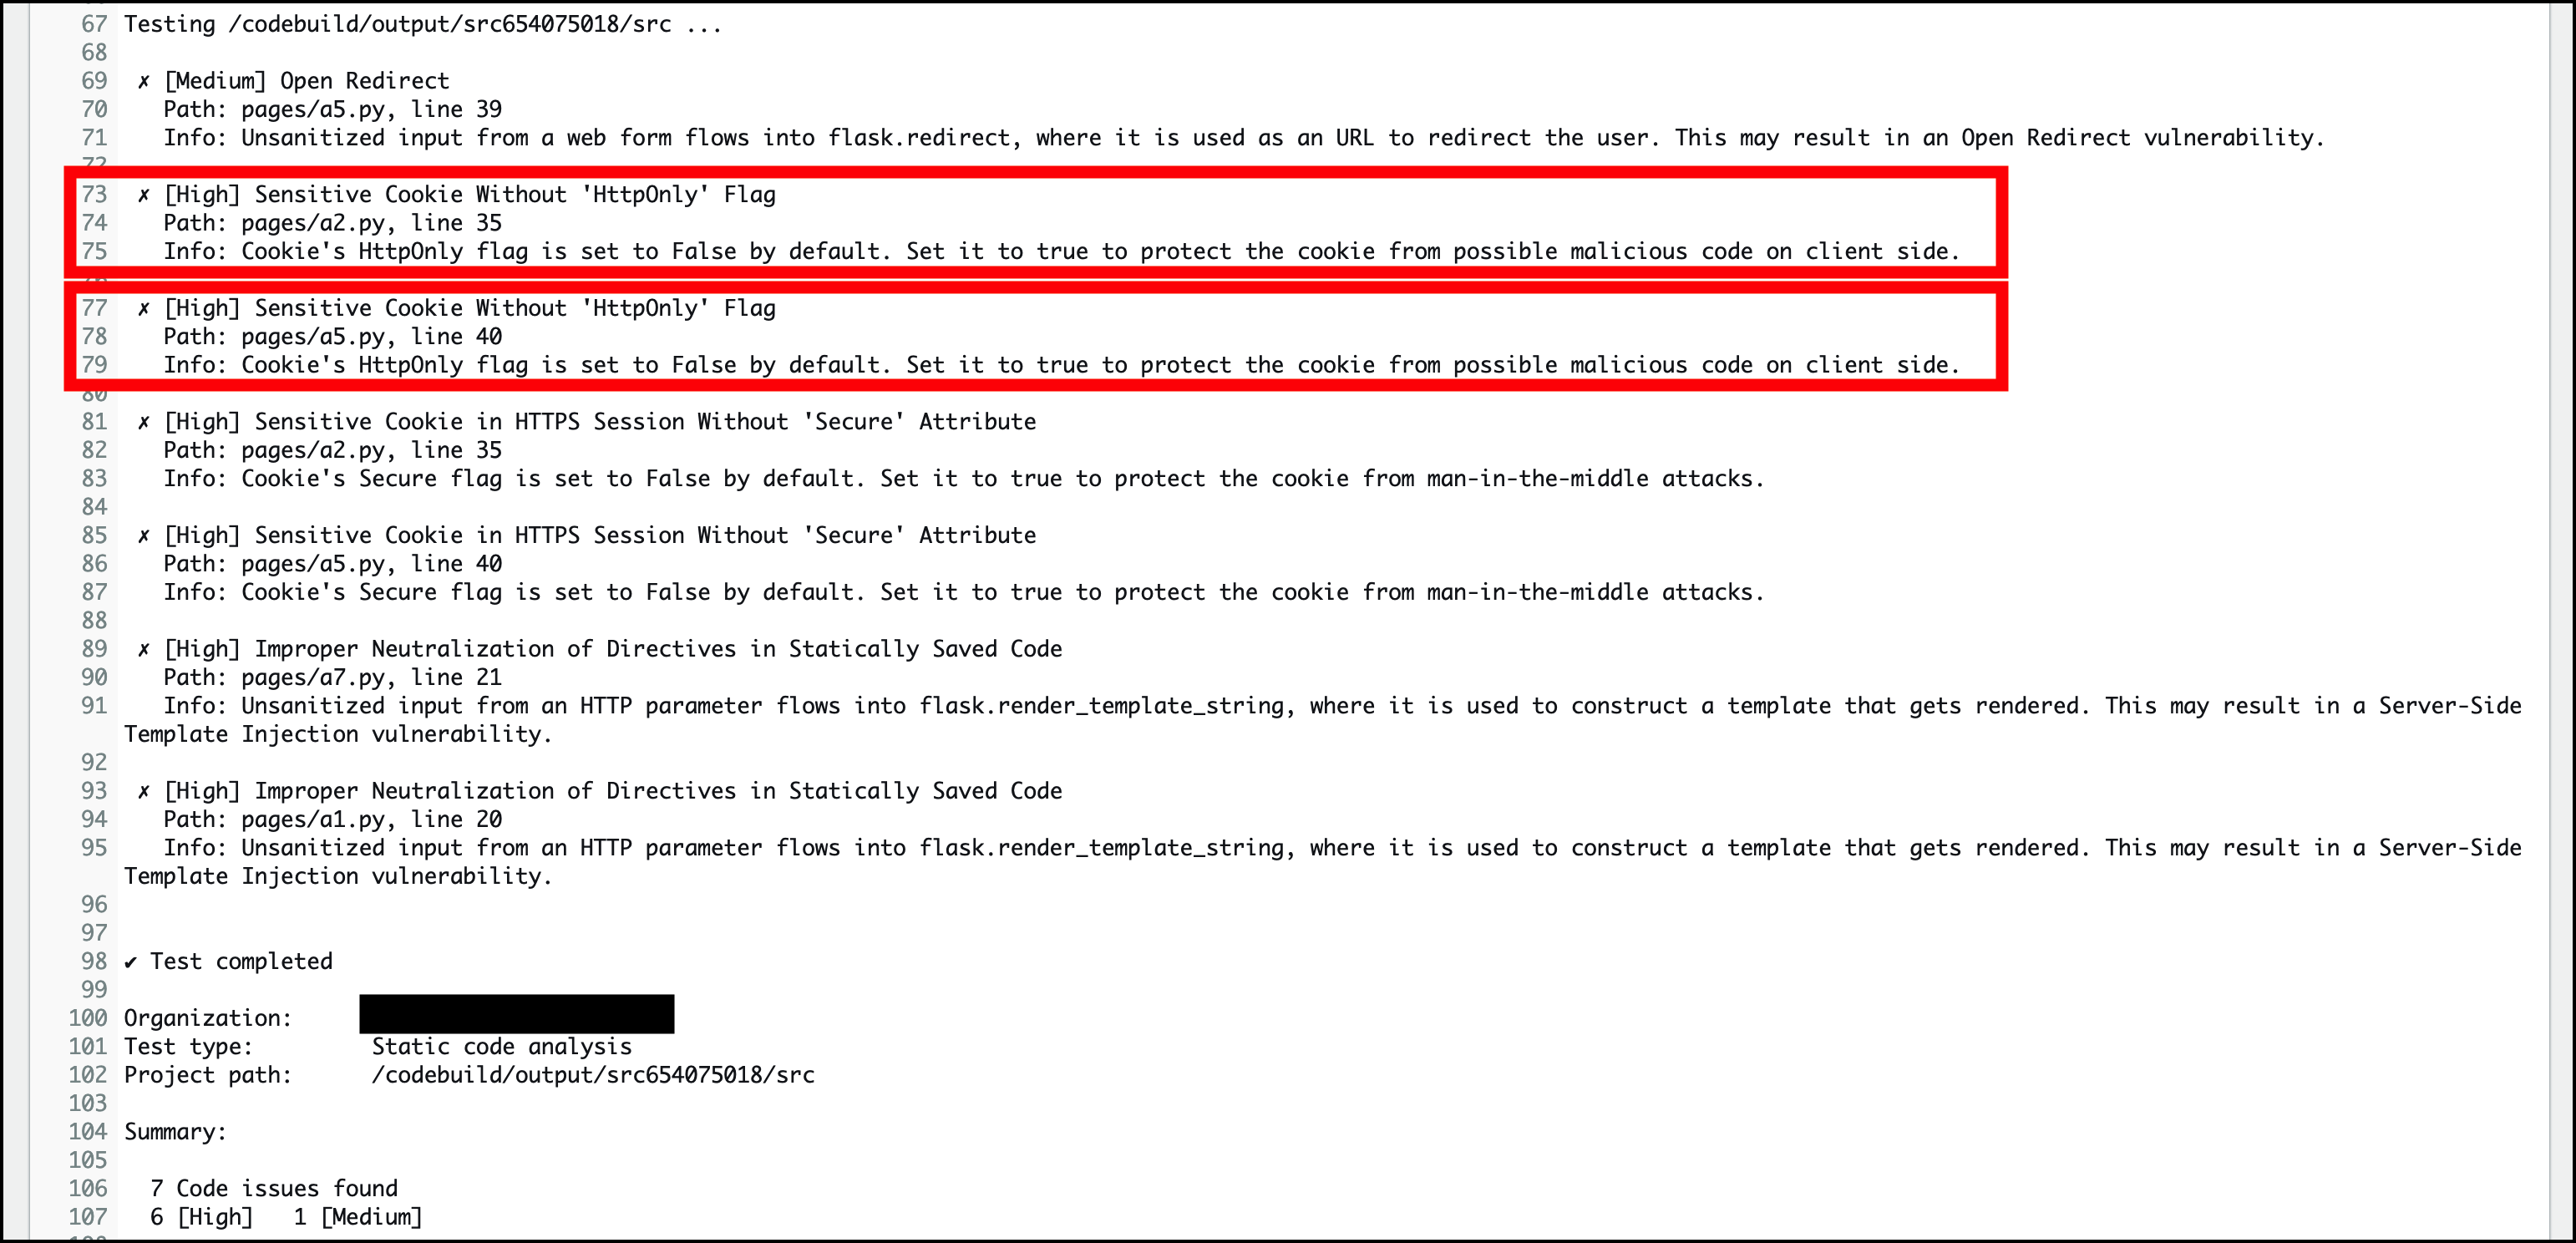 67 Testing /codebuild/output/src654075018/src ...
68
69 ✗ [Medium] Open Redirect
70 Path: pages/a5.py, line 39
71 Info: Unsanitized input from a web form flows into flask.redirect, where it is used as an URL to redirect the user. This may result in an Open Redirect vulnerability.
72
73 ✗ [High] Sensitive Cookie Without 'HttpOnly' Flag
74 Path: pages/a2.py, line 35
75 Info: Cookie's HttpOnly flag is set to False by default. Set it to true to protect the cookie from possible malicious code on client side.
77 ✗ [High] Sensitive Cookie Without 'HttpOnly' Flag
78 Path: pages/a5.py, line 40
79 Info: Cookie's HttpOnly flag is set to False by default. Set it to true to protect the cookie from possible malicious code on client side.
80
81 ✗ [High] Sensitive Cookie in HTTPS Session Without 'Secure' Attribute
82 Path: pages/a2.py, line 35
83 Info: Cookie's Secure flag is set to False by default. Set it to true to protect the cookie from man-in-the-middle attacks.
84
85 ✗ [High] Sensitive Cookie in HTTPS Session Without 'Secure' Attribute
86 Path: pages/a5.py, line 40
87 Info: Cookie's Secure flag is set to False by default. Set it to true to protect the cookie from man-in-the-middle attacks.
88
89 ✗ [High] Improper Neutralization of Directives in Statically Saved Code
90 Path: pages/a7.py, line 21
91 Info: Unsanitized input from an HTTP parameter flows into flask.render_template_string, where it is used to construct a template that gets rendered. This may result in a Server-Side
Template Injection vulnerability.
92
93 ✗ [High] Improper Neutralization of Directives in Statically Saved Code
94 Path: pages/a1.py, line 20
95 Info: Unsanitized input from an HTTP parameter flows into flask.render_template_string, where it is used to construct a template that gets rendered. This may result in a Server-Side
Template Injection vulnerability.
96
97
98 ✔ Test completed
99
100 Organization:
101 Test type: Static code analysis
102 Project path: /codebuild/output/src654075018/src
103
104 Summary:
105
106 7 Code issues found
107 6 [High] 1 [Medium]